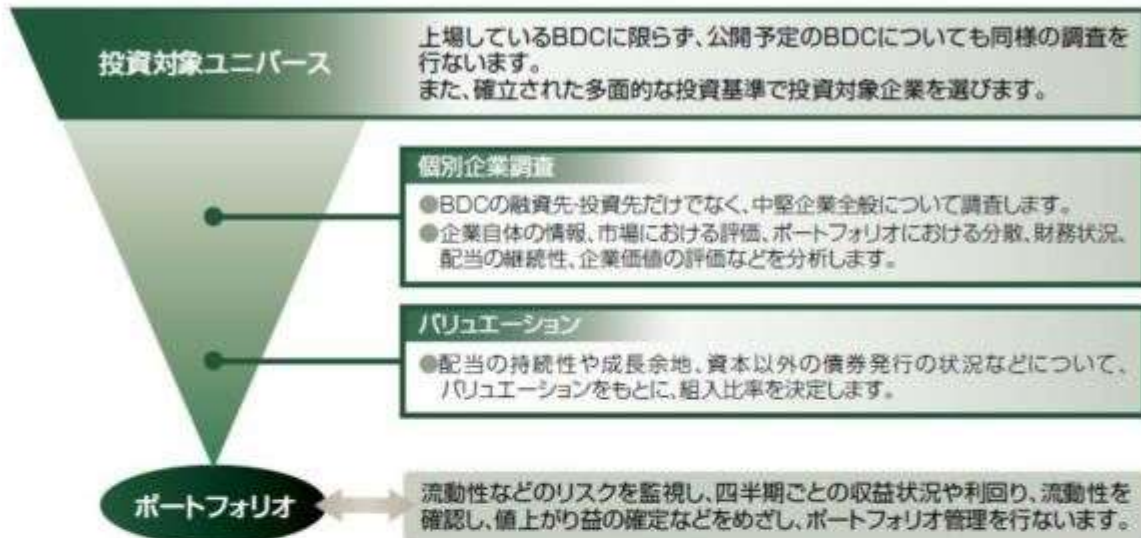 投資対象ユニバース
上場しているBDCに限らず、公開予定のBDCについても同様の調査を
行ないます。
また、確立された多面的な投資基準で投資対象企業を選びます。
個別企業調査
●BDCの融資先・投資先だけでなく、中堅企業全般について調査します。
●企業自体の情報、市場における評価、ポートフォリオにおける分散、財務状況、
配当の継続性、企業価値の評価などを分析します。
バリュエーション
●配当の持続性や成長余地、資本以外の債券発行の状況などについて、
バリュエーションをもとに、組入比率を決定します。
ポートフォリオ
流動性などのリスクを監視し、四半期ごとの収益状況や利回り、流動性を
確認し、値上がり益の確定などをめざし、ポートフォリオ管理を行ないます。